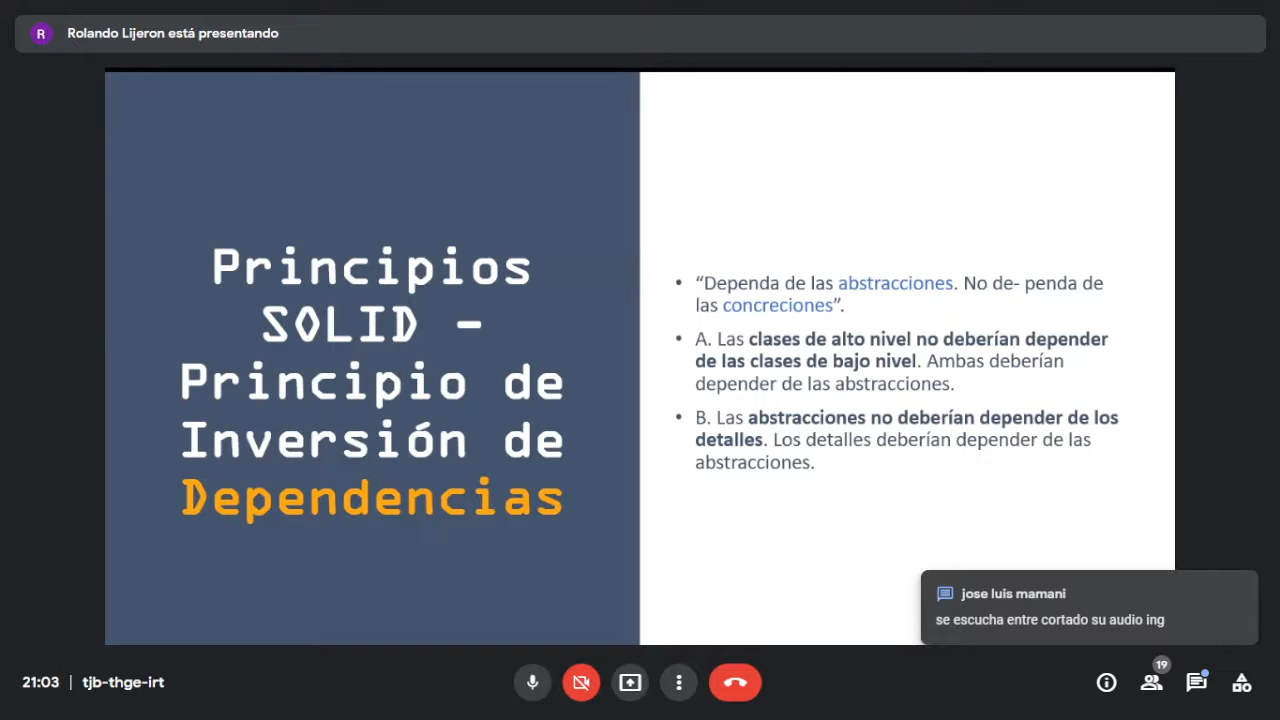 R Rolando Lijeron está presentando
Principios
SOLID -
Principio de
Inversión de
Dependencias
• “Dependa de las abstracciones. No de- penda de
las concreciones”.
• A. Las clases de alto nivel no deberían depender
de las clases de bajo nivel. Ambas deberían
depender de las abstracciones.
• B. Las abstracciones no deberían depender de los
detalles. Los detalles deberían depender de las
abstracciones.
jose luis mamani
se escucha entre cortado su audio ing
21:03 | tjb-thge-irt
19